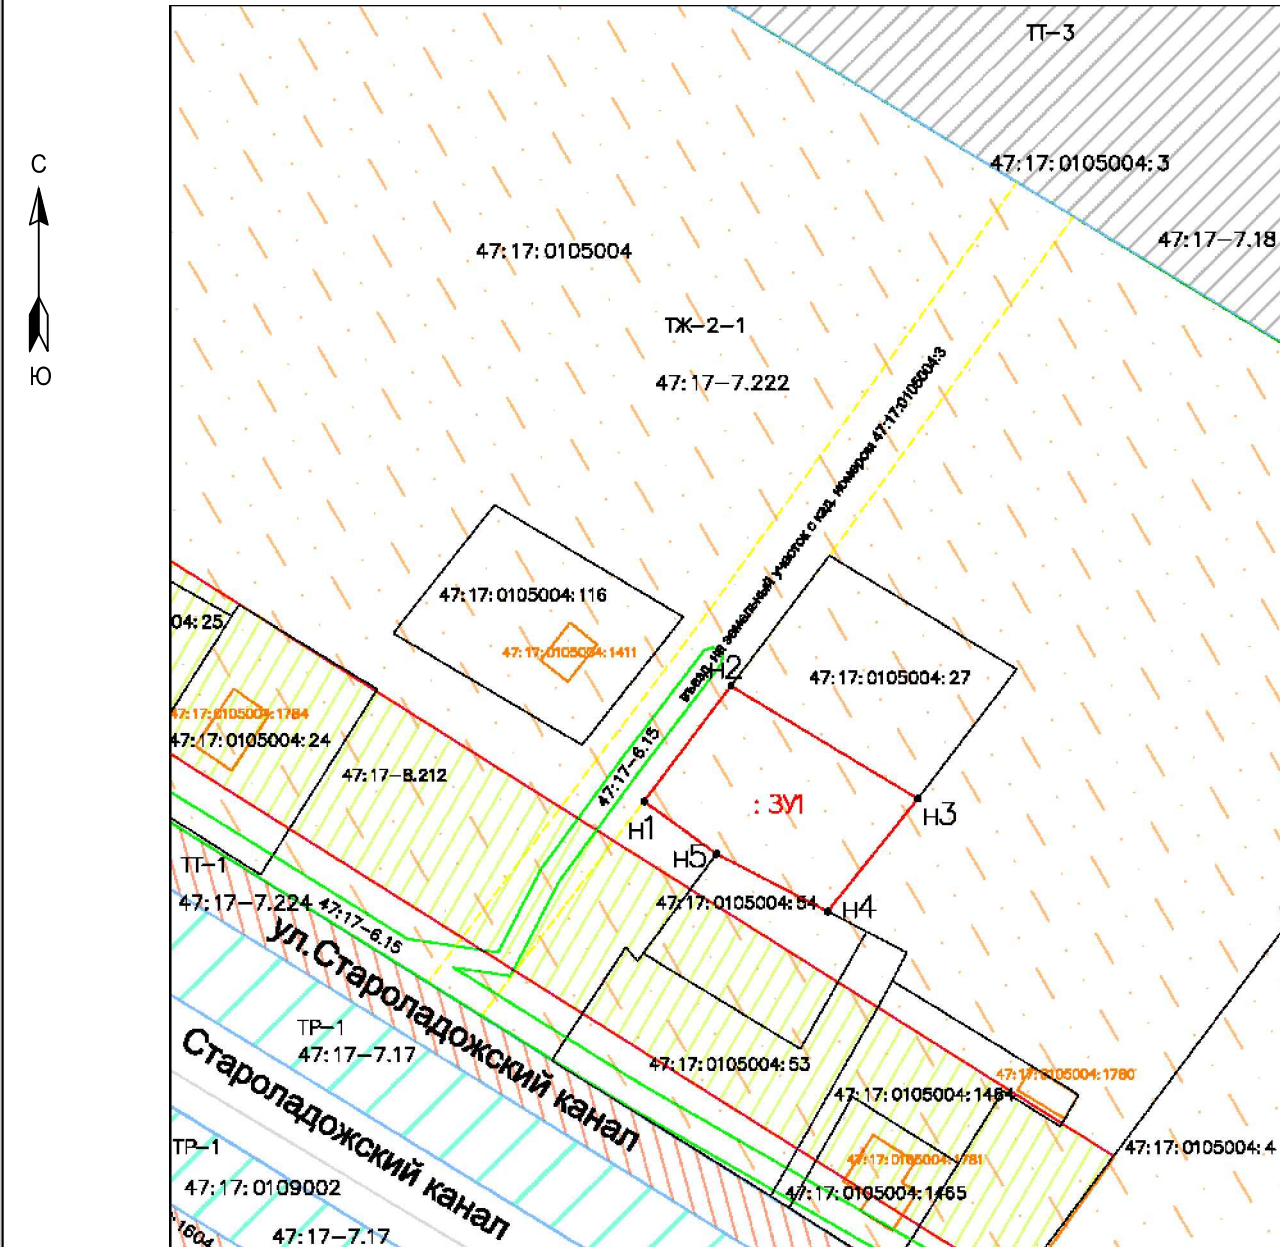 ТТ-3
С
47:17:0105004:3
47:17-7.18
47:17:0105004
ТЖ-2-1
Ю
47:17-7.222
въезд на земельный участок с кад. номером 47:17:0105004:3
47:17:0105004:116
04:25
47:17:0105004:1411
н2
47:17:0105004:27
47:17:0105004:1784
47:17:0105004:24
47:17-6.15
47:17-8.212
:ЗУ1
н3
н1
н5
ТТ-1
47:17-7.224
47:17-6.15
47:17:0105004:54
н4
ул.Староладожский канал
ТР-1
47:17-7.17
47:17:0105004:53
47:17:0105004:1780
47:17:0105004:1464
Староладожский канал
ТР-1
47:17:0105004:4
47:17:0105004:1781
47:17:0109002
47:17:0105004:1465
:1604
47:17-7.17